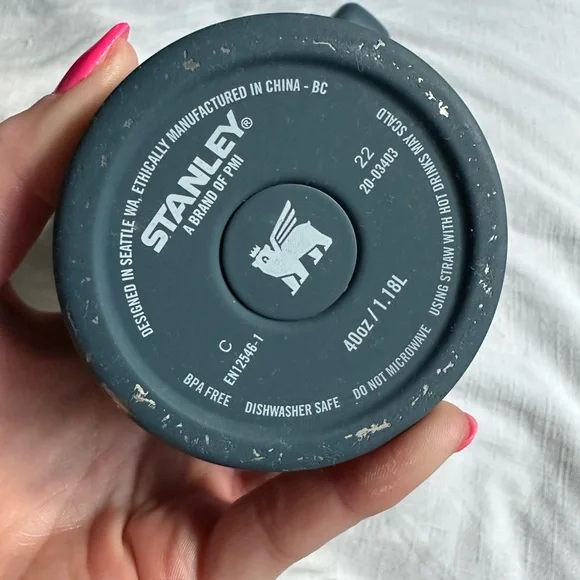 DESIGNED IN SEATTLE WA, ETHICALLY MANUFACTURED IN CHINA - BC
STANLEY®
A BRAND OF PMI
22
20-03403
C
EN12546-1
40oz / 1.18L
BPA FREE DISHWASHER SAFE DO NOT MICROWAVE USING STRAW WITH HOT DRINKS MAY SCALD